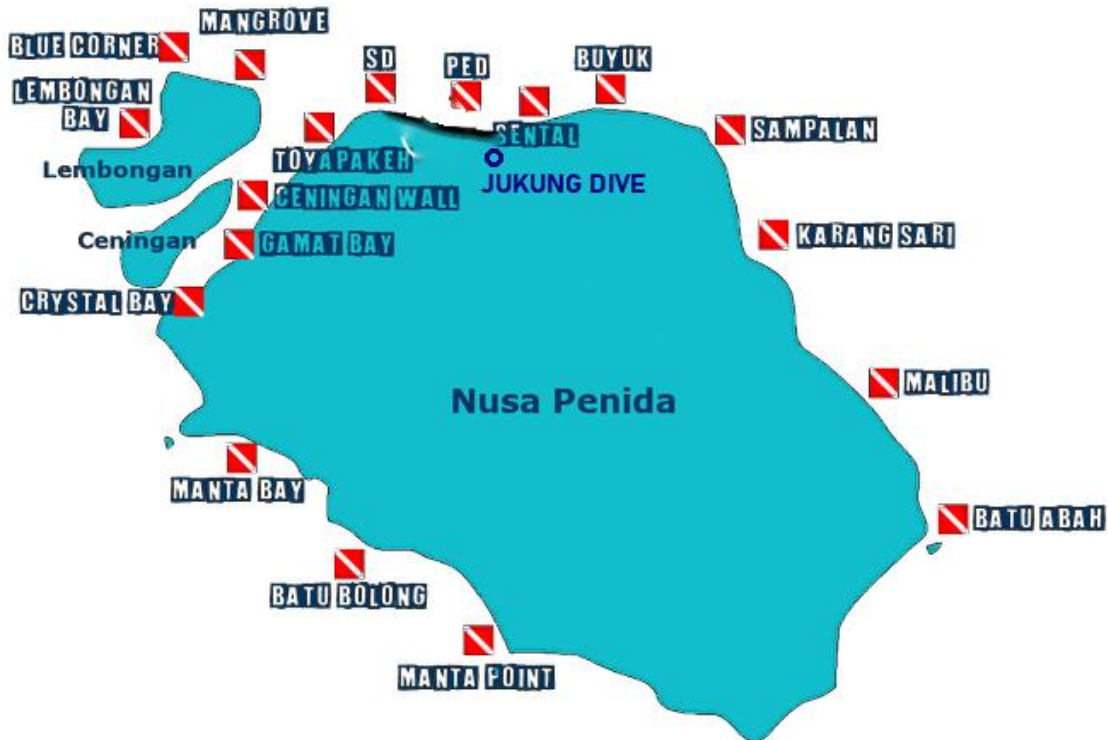 MANGROVE
BLUE CORNER
SD
PED
BUYUK
LEMBONGAN
BAY
SENTAL
SAMPALAN
TOYAPAKEH
Lembongan
JUKUNG DIVE
CENINGAN WALL
Ceningan
GAMAT BAY
KARANG SARI
CRYSTAL BAY
MALIBU
Nusa Penida
MANTA BAY
BATU ABAH
BATU BOLONG
MANTA POINT